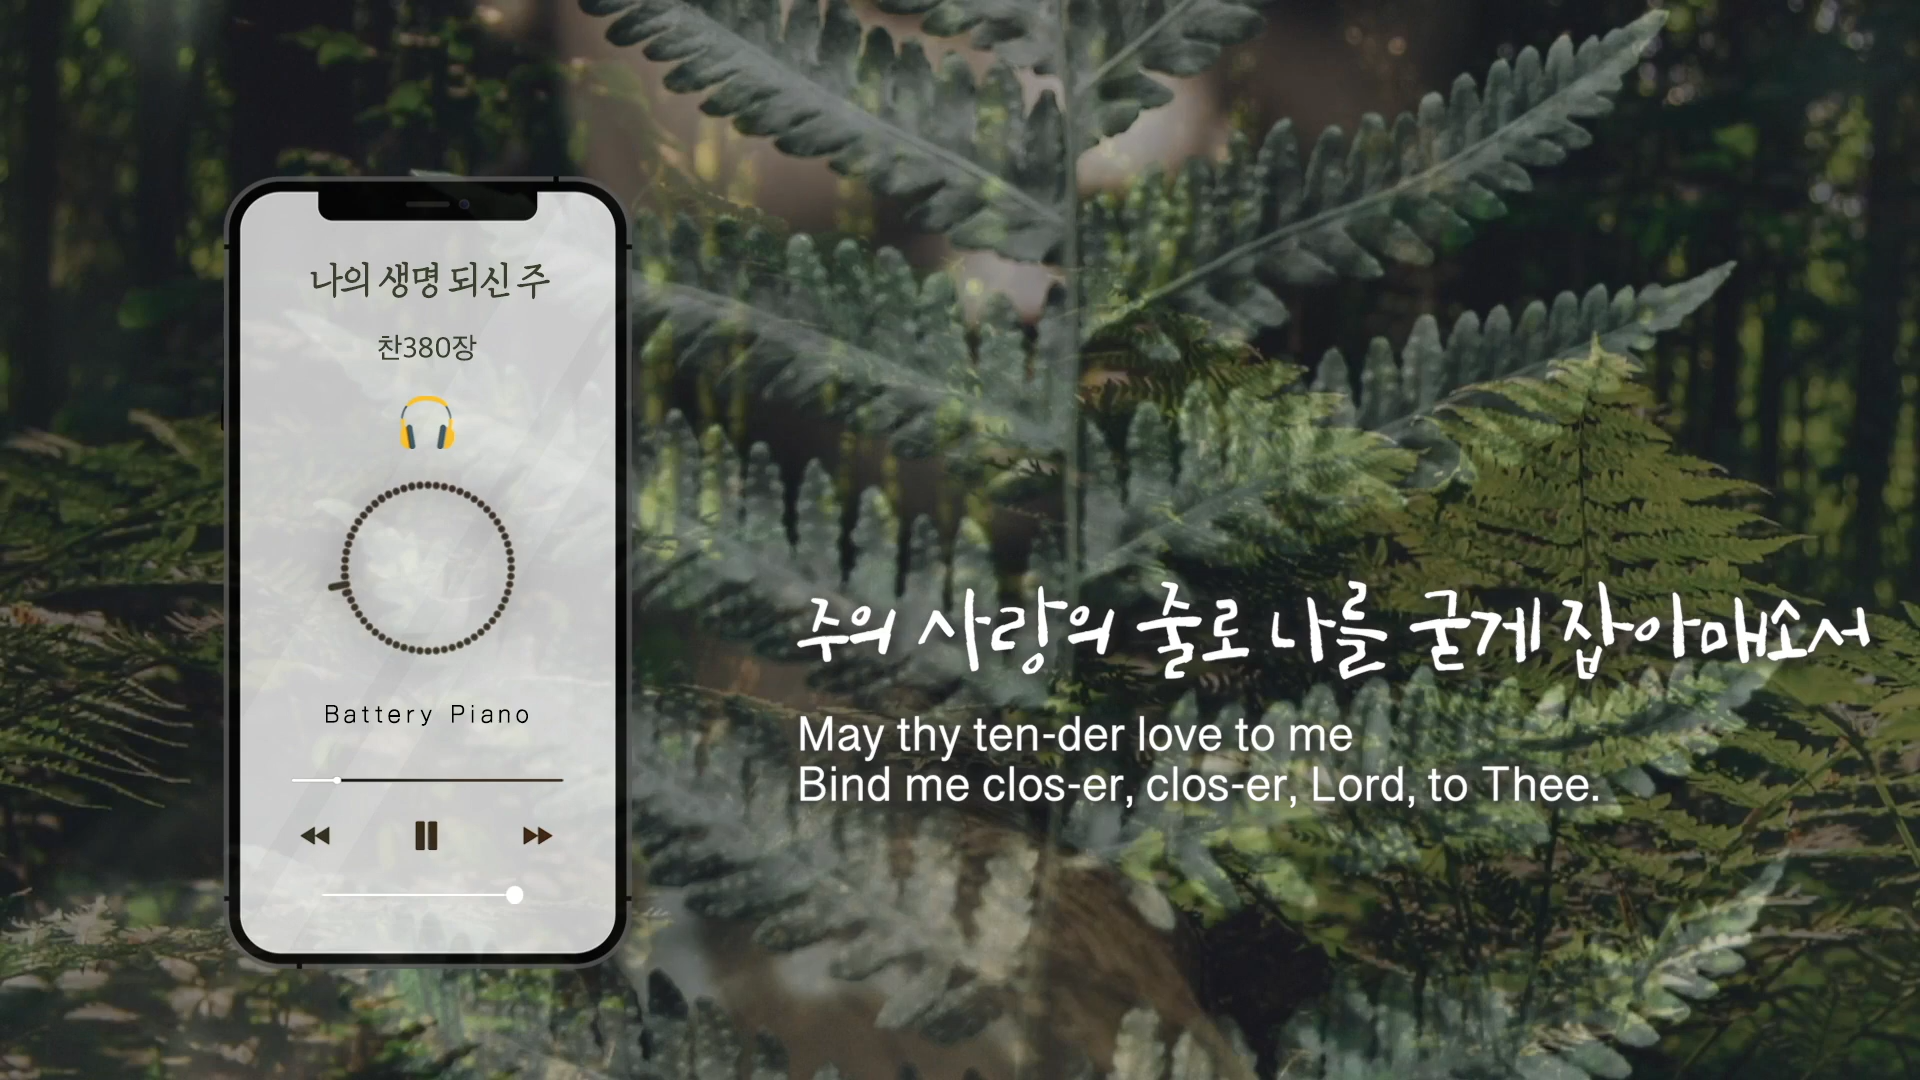 나의 생명 되신 주
찬380장
Battery Piano
주의 사랑의 줄로 나를 굳게 잡아매소서
May thy ten-der love to me
Bind me clos-er, clos-er, Lord, to Thee.